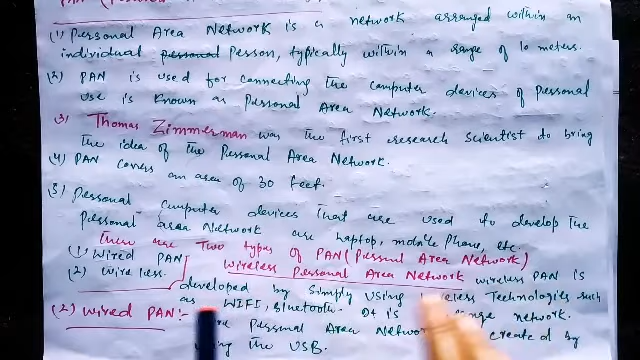 (1) Personal Area Network is a network arranged within an
individual personal Person, typically within a range of 10 meters.
(2) PAN is used for connecting the computer devices of personal
use is known as Personal Area Network.
3) Thomas Zimmerman was the first research scientist to bring
the idea of the Personal Area Network.
(4) PAN covers an area of 30 feet.
(5) Personal computer devices that are used to develop the
personal area network are laptop, mobile phone, etc.
There are Two types of PAN (Personal Area Network)
(1) Wired PAN
(2) Wireless.
Wireless Personal Area Network wireless PAN is
developed by simply using Technologies such
as WIFI, Bluetooth. It is network.
(2) Wired PAN:-
Personal Area created by
the USB.